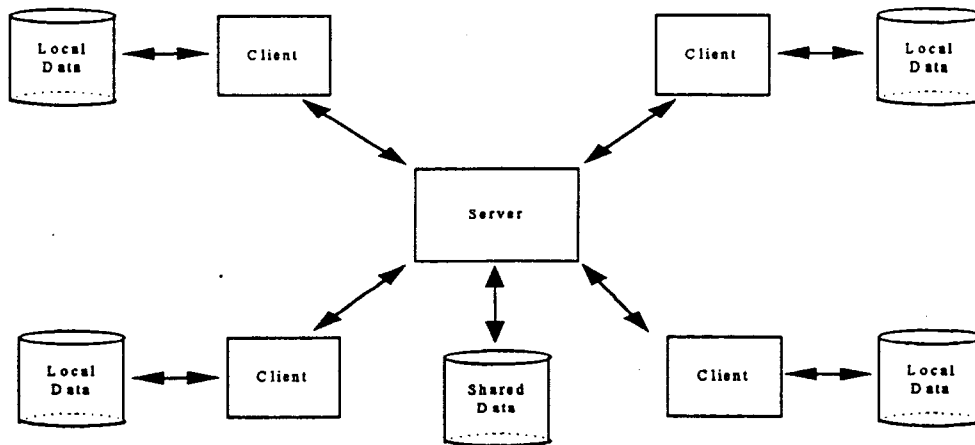 Local
Data
Client
Client
Local
Data
Server
Local
Data
Client
Shared
Data
Client
Local
Data